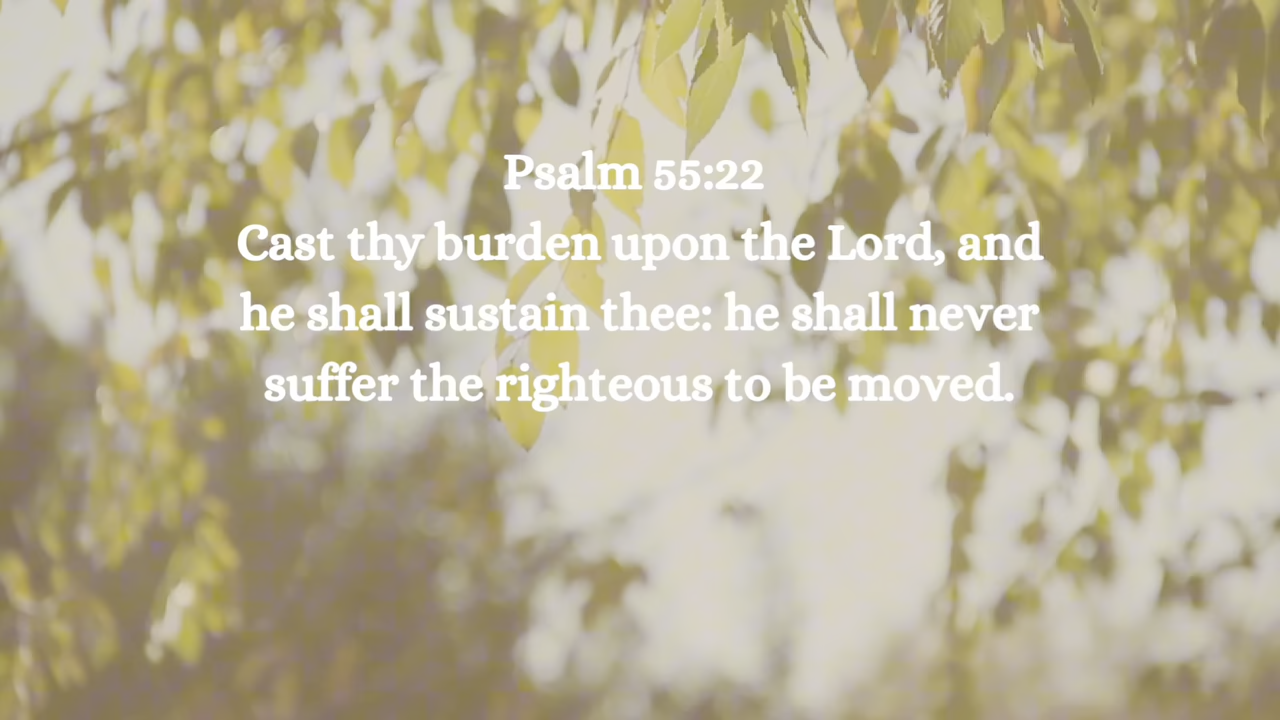 Psalm 55:22
Cast thy burden upon the Lord, and
he shall sustain thee: he shall never
suffer the righteous to be moved.